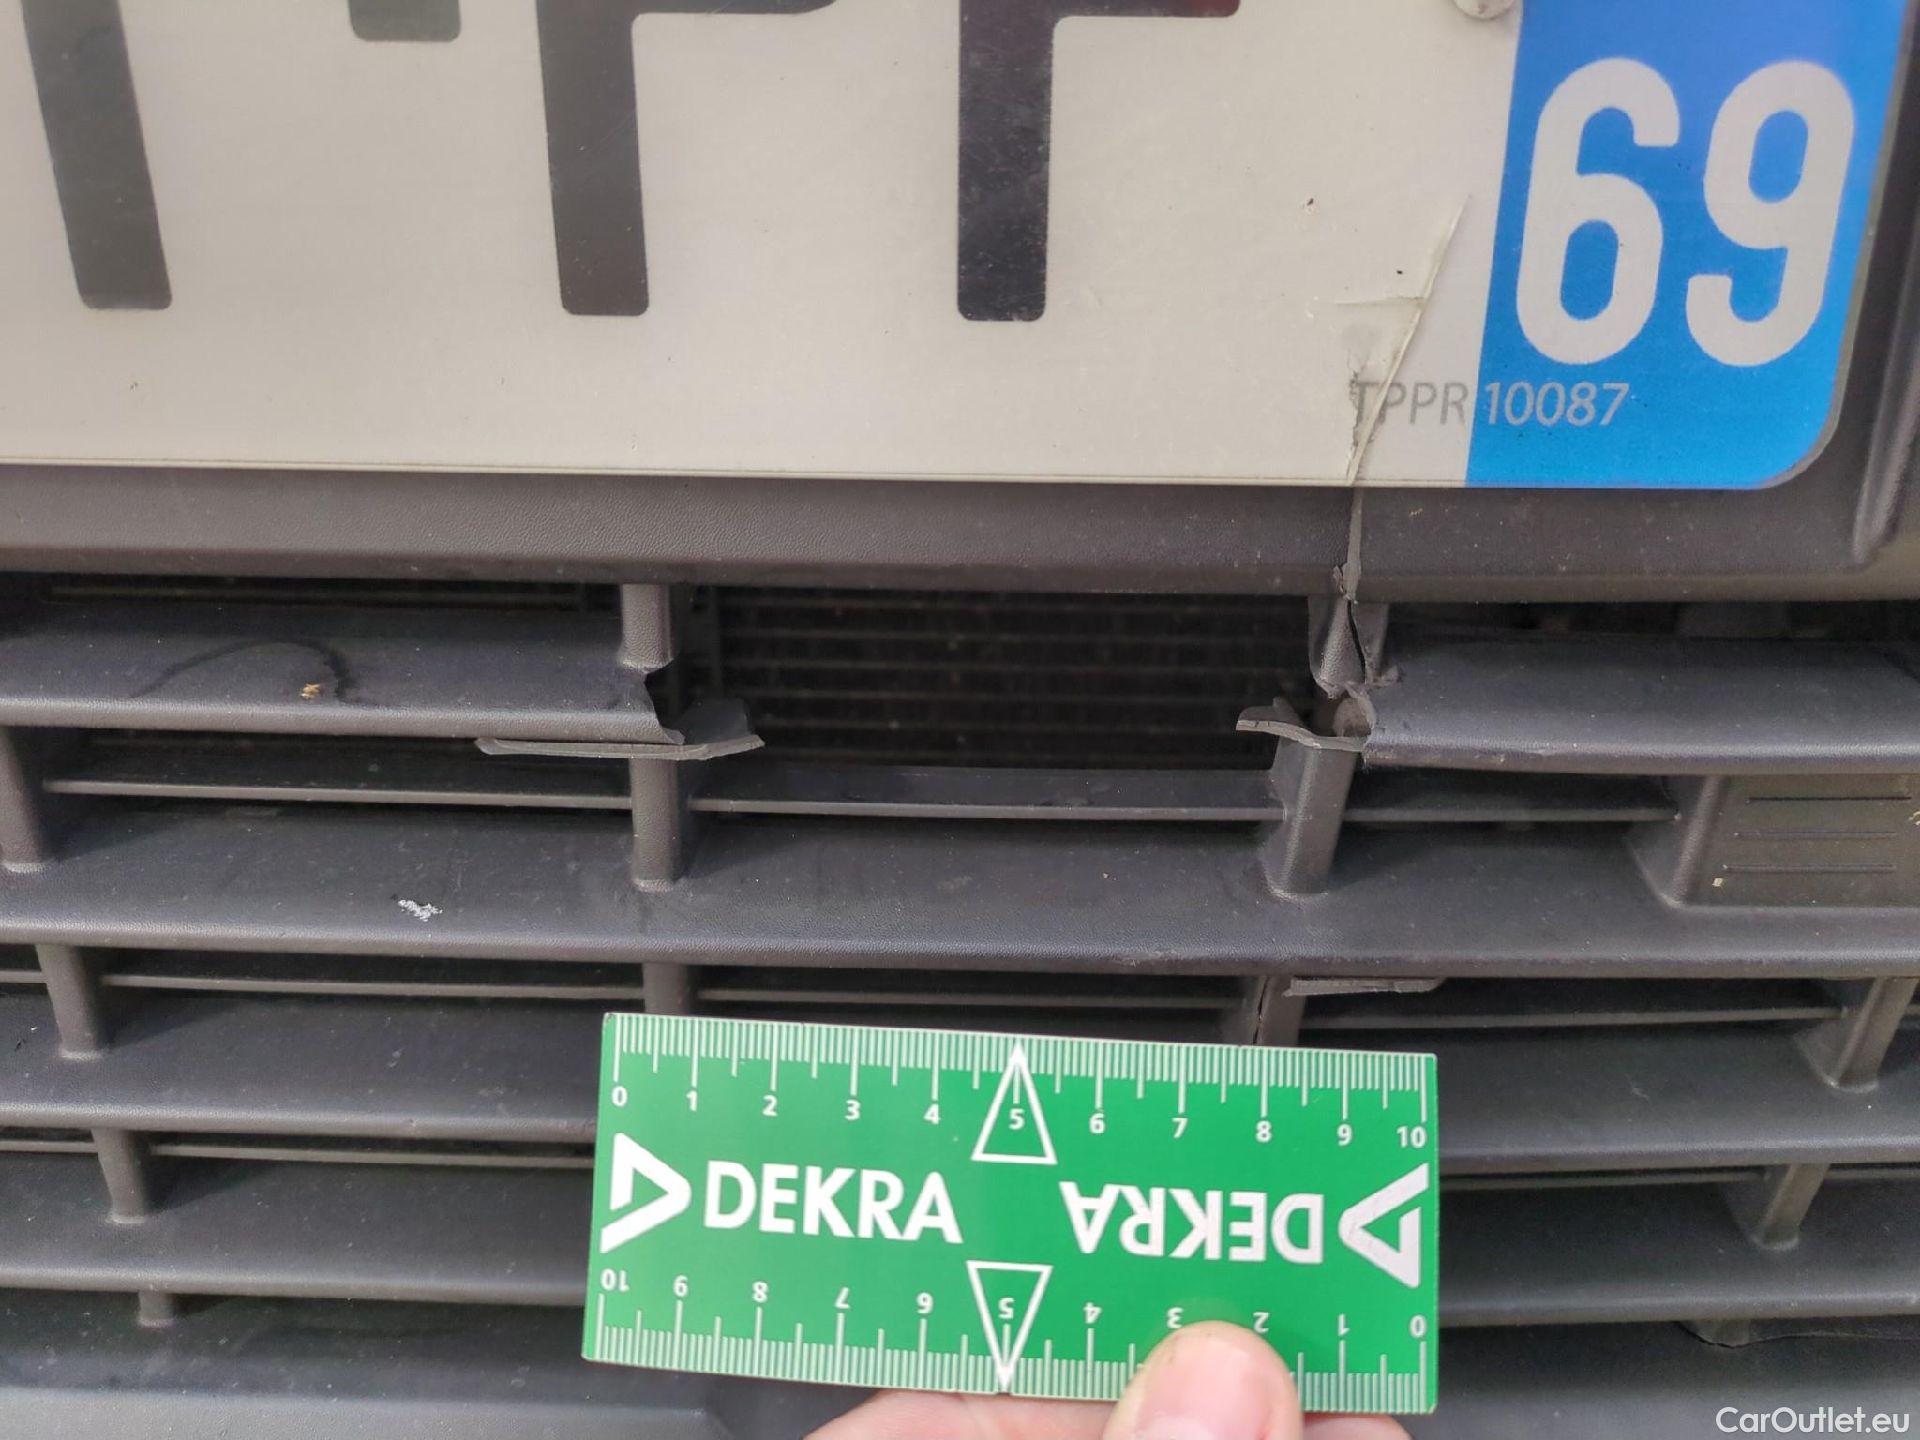 69
TPPR 10087
0 1 2 3 4 5 6 7 8 9 10
DEKRA DEKRA
10 9 8 7 6 5 4 3 2 1 0
CarOutlet.eu